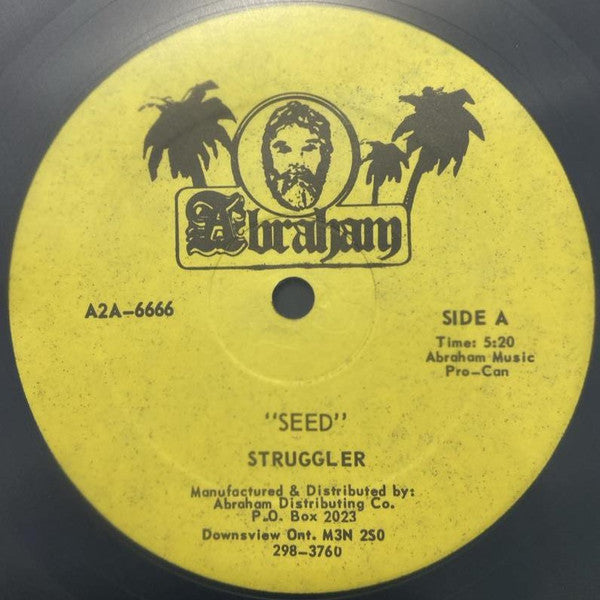 Abraham
A2A-6666
SIDE A
Time: 5:20
Abraham Music
Pro-Can
"SEED"
STRUGGLER
Manufactured & Distributed by:
Abraham Distributing Co.
P.O. Box 2023
Downsview Ont. M3N 2S0
298-3760